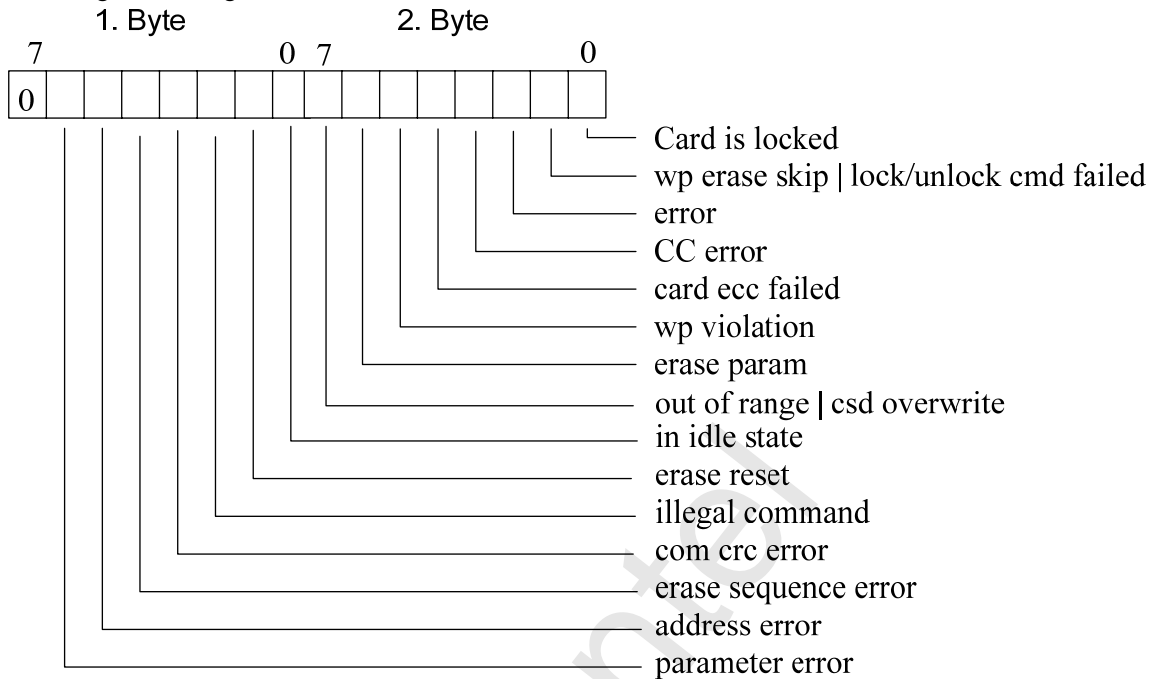 1. Byte 2. Byte
7 0 7 0
0
Card is locked
wp erase skip | lock/unlock cmd failed
error
CC error
card ecc failed
wp violation
erase param
out of range | csd overwrite
in idle state
erase reset
illegal command
com crc error
erase sequence error
address error
parameter error